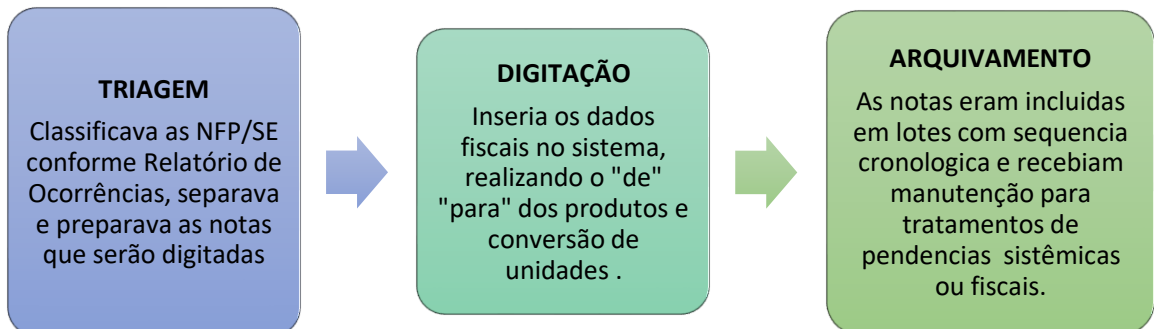 TRIAGEM
Classificava as NFP/SE
conforme Relatório de
Ocorrências, separava
e preparava as notas
que serão digitadas
DIGITAÇÃO
Inseria os dados
fiscais no sistema,
realizando o "de"
"para" dos produtos e
conversão de
unidades .
ARQUIVAMENTO
As notas eram incluidas
em lotes com sequencia
cronologica e recebiam
manutenção para
tratamentos de
pendencias sistêmicas
ou fiscais.